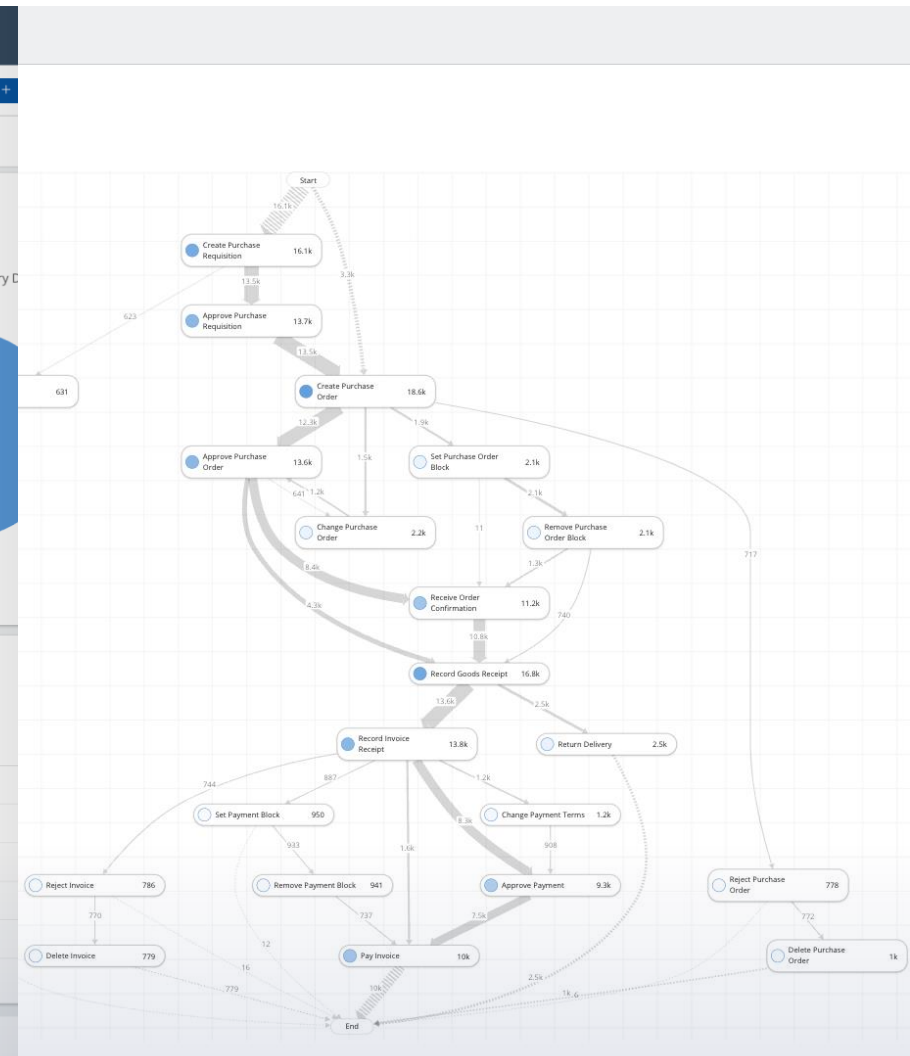 +
Start
16.1k
Create Purchase
Requisition
16.1k
ry D
13.5k
3.3k
623
Approve Purchase
Requisition
13.7k
13.5k
631
Create Purchase
Order
18.6k
12.3k
1.9k
Approve Purchase
Order
13.6k
1.5k
Set Purchase Order
Block
2.1k
641
1.2k
2.1k
Change Purchase
Order
2.2k
11
Remove Purchase
Order Block
2.1k
717
8.4k
1.3k
4.3k
Receive Order
Confirmation
11.2k
740
10.8k
Record Goods Receipt
16.8k
13.6k
2.5k
Record Invoice
Receipt
13.8k
Return Delivery
2.5k
744
887
1.2k
Set Payment Block
950
8.3k
Change Payment Terms
1.2k
933
1.6k
908
Reject Invoice
786
Remove Payment Block
941
Approve Payment
9.3k
Reject Purchase
Order
778
770
737
7.5k
772
12
Delete Invoice
779
Pay Invoice
10k
Delete Purchase
Order
1k
16
779
10k
2.5k
1k
6
End